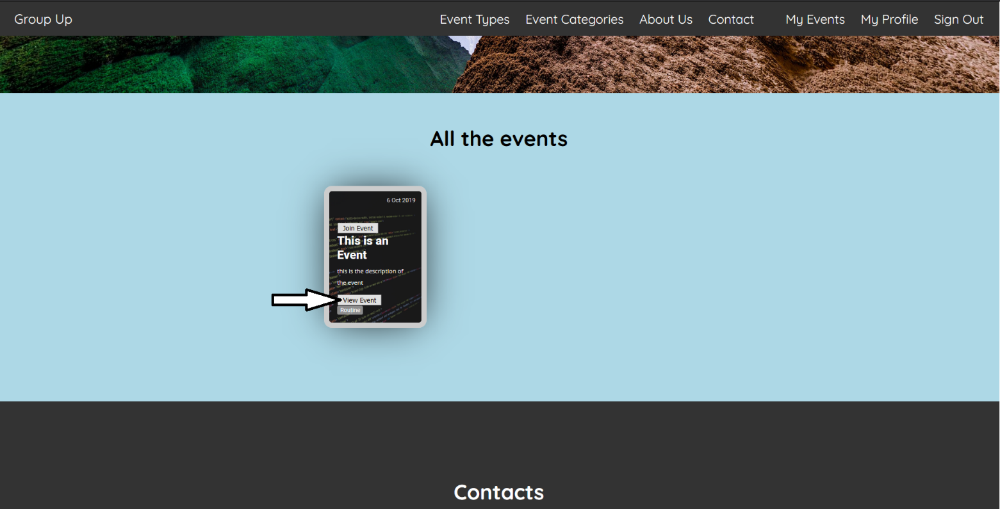 Group Up
Event Types
Event Categories
About Us
Contact
My Events
My Profile
Sign Out
All the events
6 Oct 2019
Join Event
This is an
Event
this is the description of
the event
View Event
Routine
Contacts